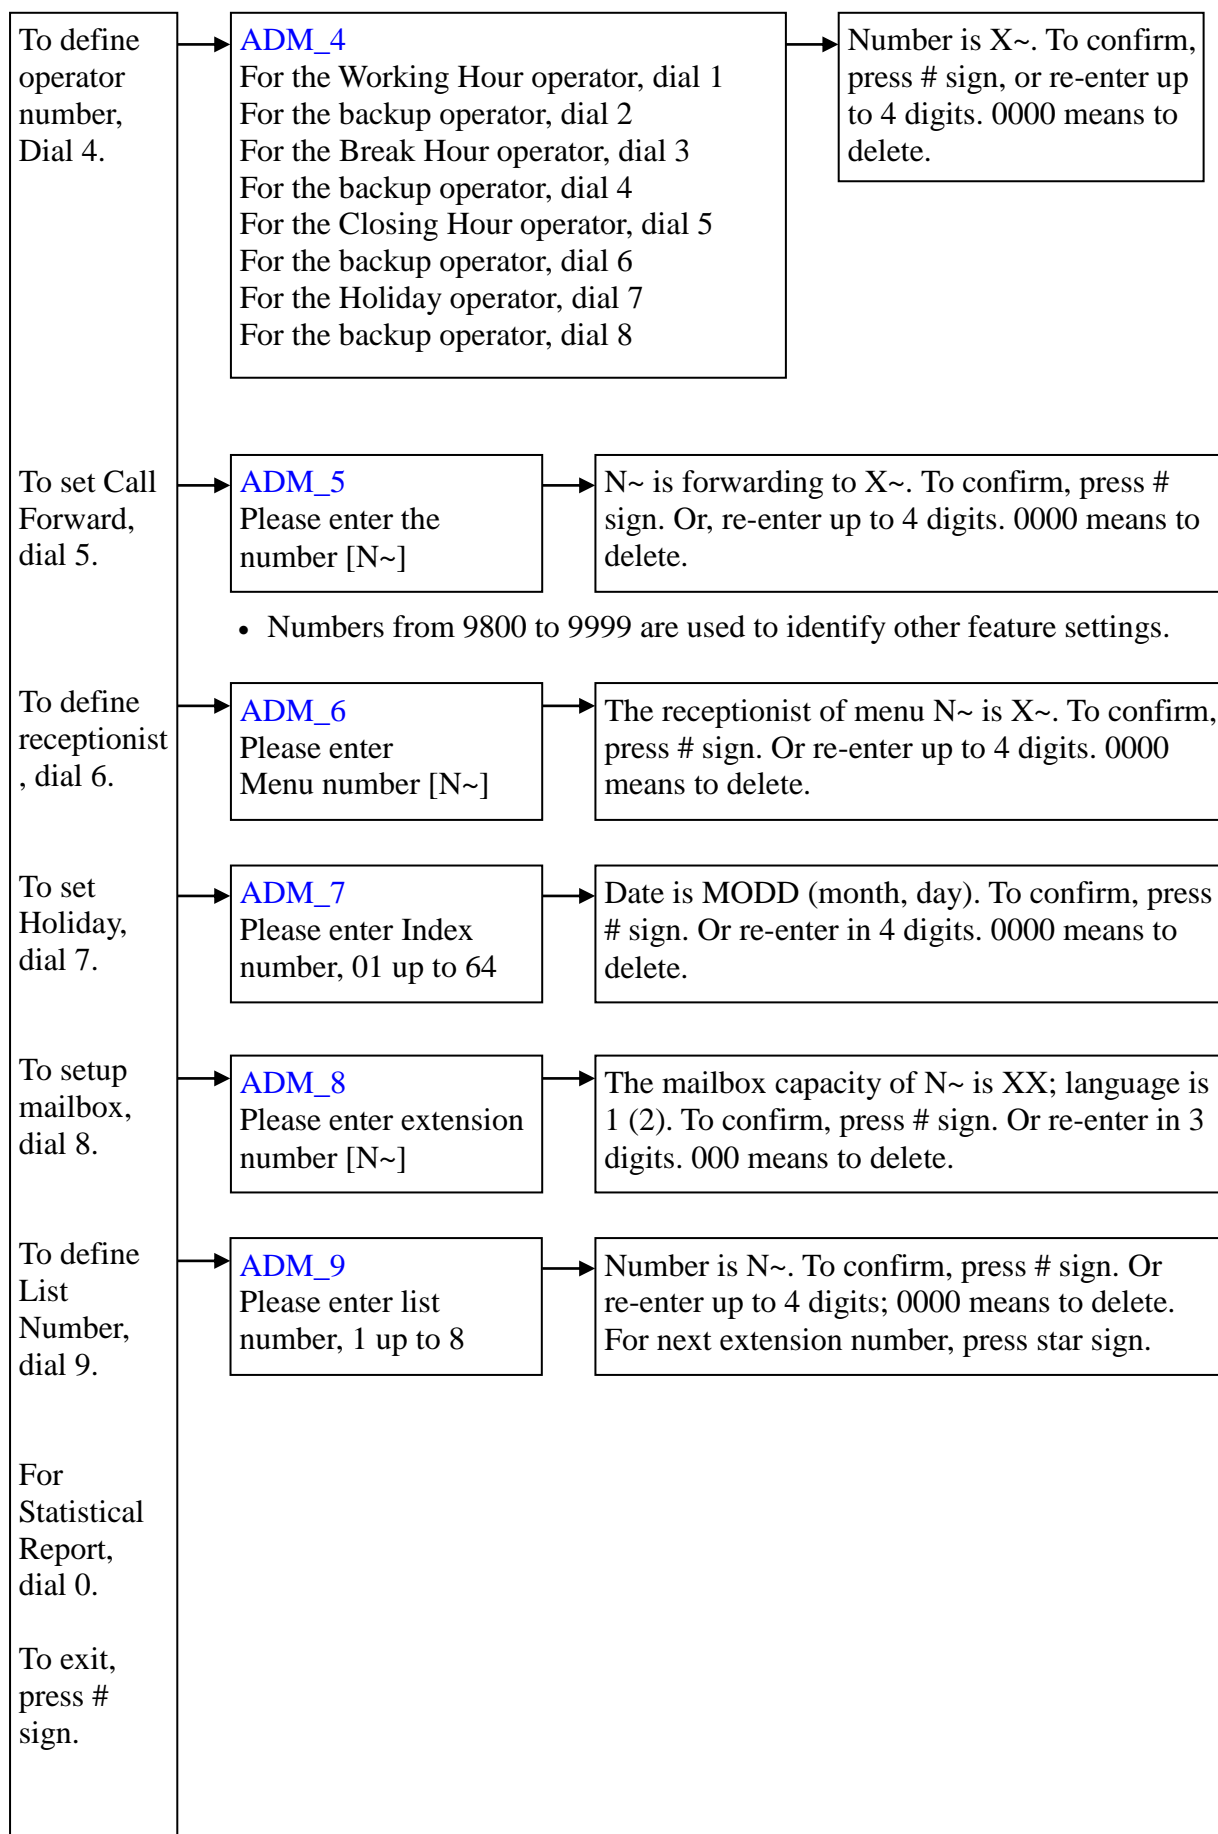 To define
operator
number,
Dial 4.
ADM_4
For the Working Hour operator, dial 1
For the backup operator, dial 2
For the Break Hour operator, dial 3
For the backup operator, dial 4
For the Closing Hour operator, dial 5
For the backup operator, dial 6
For the Holiday operator, dial 7
For the backup operator, dial 8
Number is X~. To confirm,
press # sign, or re-enter up
to 4 digits. 0000 means to
delete.
To set Call
Forward,
dial 5.
ADM_5
Please enter the
number [N~]
N~ is forwarding to X~. To confirm, press #
sign. Or, re-enter up to 4 digits. 0000 means to
delete.
• Numbers from 9800 to 9999 are used to identify other feature settings.
To define
receptionist
, dial 6.
ADM_6
Please enter
Menu number [N~]
The receptionist of menu N~ is X~. To confirm,
press # sign. Or re-enter up to 4 digits. 0000
means to delete.
To set
Holiday,
dial 7.
ADM_7
Please enter Index
number, 01 up to 64
Date is MODD (month, day). To confirm, press
# sign. Or re-enter in 4 digits. 0000 means to
delete.
To setup
mailbox,
dial 8.
ADM_8
Please enter extension
number [N~]
The mailbox capacity of N~ is XX; language is
1 (2). To confirm, press # sign. Or re-enter in 3
digits. 000 means to delete.
To define
List
Number,
dial 9.
ADM_9
Please enter list
number, 1 up to 8
Number is N~. To confirm, press # sign. Or
re-enter up to 4 digits; 0000 means to delete.
For next extension number, press star sign.
For
Statistical
Report,
dial 0.
To exit,
press #
sign.